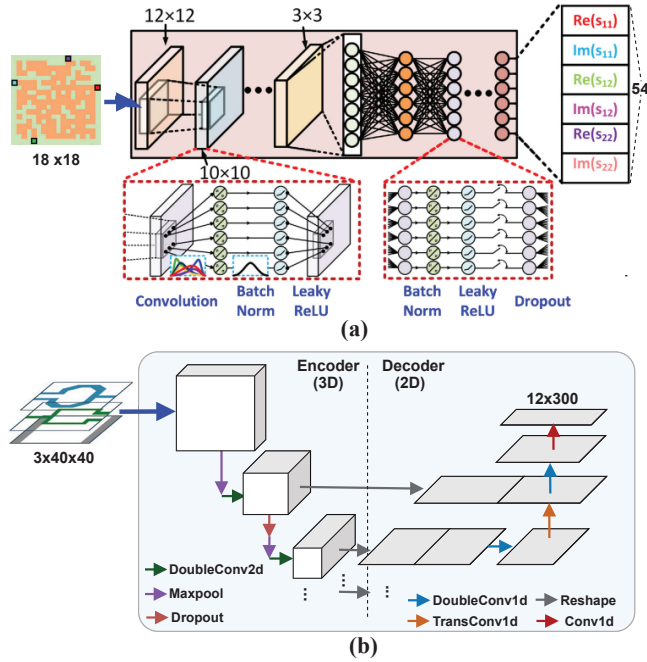 12×12
3×3
18 x18
10×10
Re(s11)
Im(s11)
Re(s12)
Im(s12)
Re(s22)
Im(s22)
54
Convolution
Batch
Norm
Leaky
ReLU
Batch
Norm
Leaky
ReLU
Dropout
(a)
Encoder
(3D)
Decoder
(2D)
12x300
3x40x40
DoubleConv2d
Maxpool
Dropout
DoubleConv1d
Reshape
TransConv1d
Conv1d
(b)